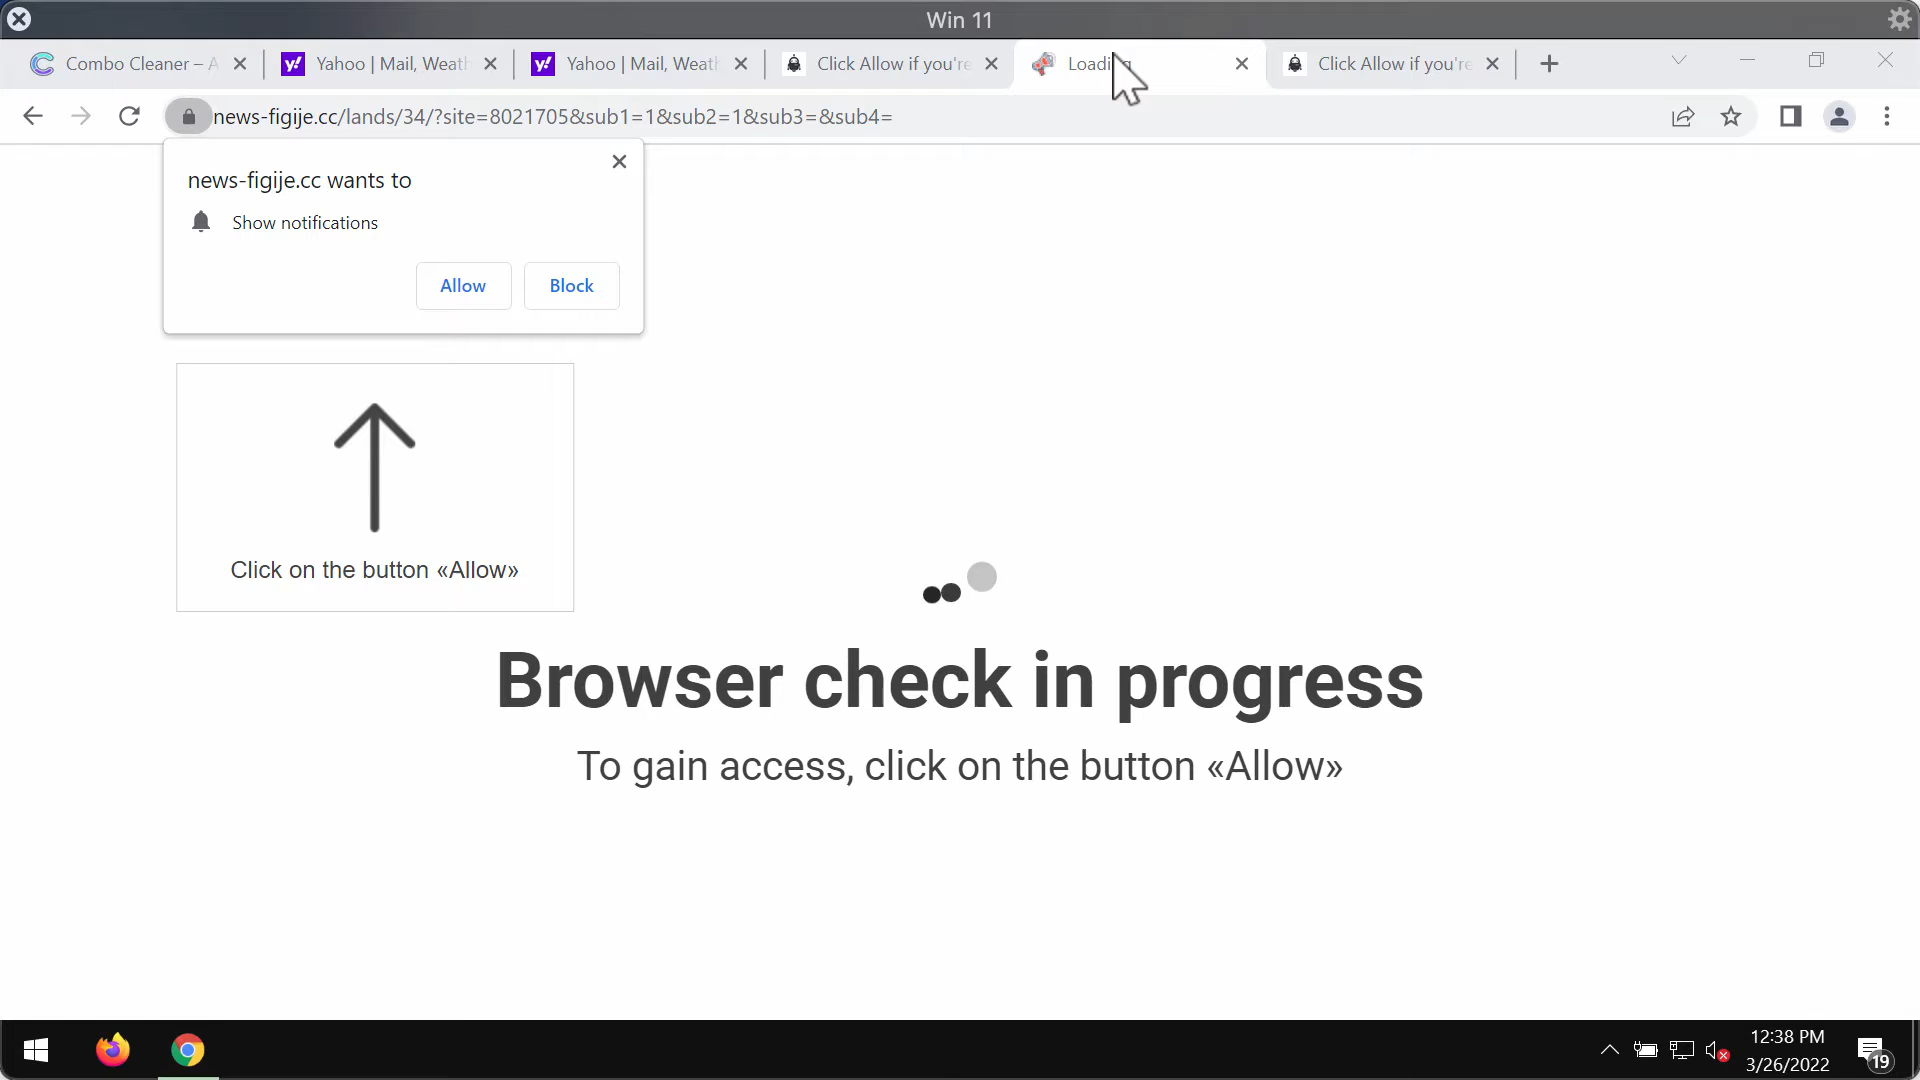 Win 11
Combo Cleaner – A
Yahoo | Mail, Weath
Yahoo | Mail, Weath
Click Allow if you're
Loading
Click Allow if you're
news-figije.cc/lands/34/?site=8021705&sub1=1&sub2=1&sub3=&sub4=
news-figije.cc wants to
Show notifications
Allow
Block
Click on the button «Allow»
Browser check in progress
To gain access, click on the button «Allow»
12:38 PM
3/26/2022
19